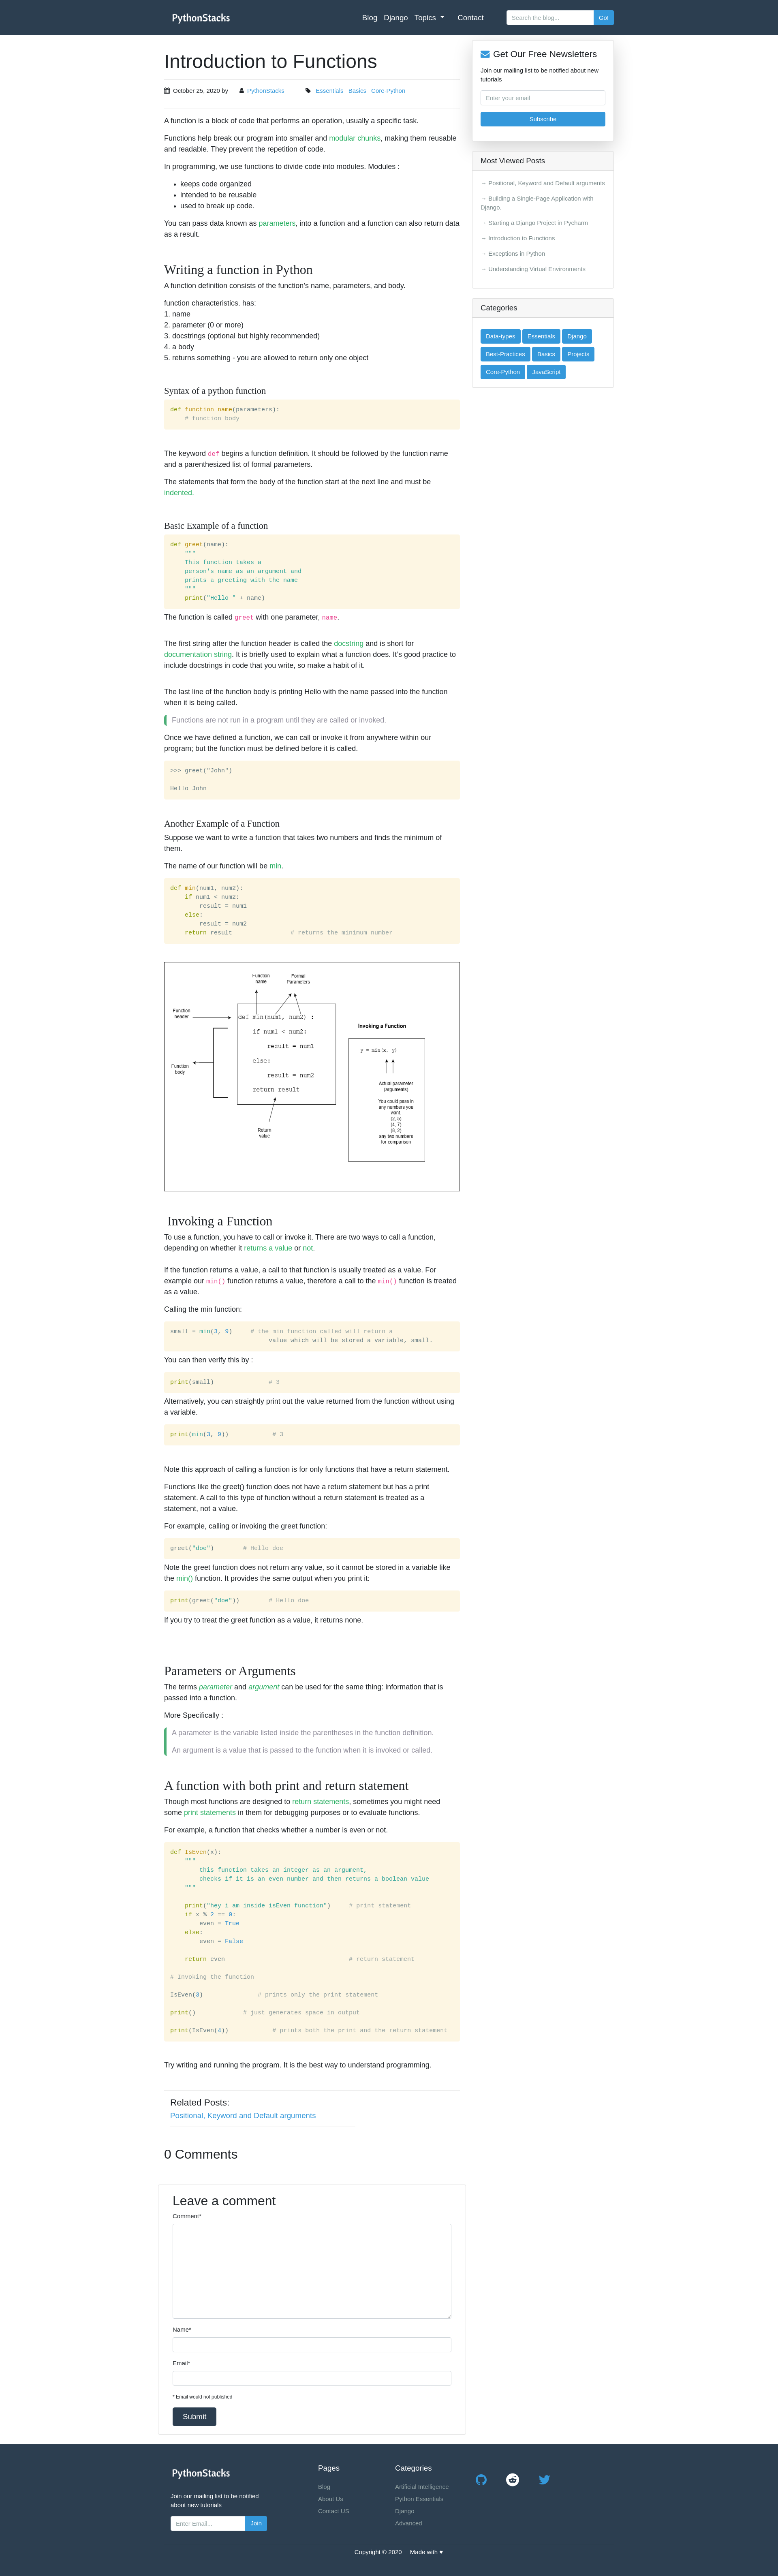 PythonStacks
Blog Django Topics Contact
Search the blog... Go!
Introduction to Functions
October 25, 2020 by PythonStacks Essentials Basics Core-Python
A function is a block of code that performs an operation, usually a specific task.
Functions help break our program into smaller and modular chunks, making them reusable
and readable. They prevent the repetition of code.
In programming, we use functions to divide code into modules. Modules :
• keeps code organized
• intended to be reusable
• used to break up code.
You can pass data known as parameters, into a function and a function can also return data
as a result.
Writing a function in Python
A function definition consists of the function's name, parameters, and body.
function characteristics. has:
1. name
2. parameter (0 or more)
3. docstrings (optional but highly recommended)
4. a body
5. returns something - you are allowed to return only one object
Syntax of a python function
def function_name(parameters):
# function body
The keyword def begins a function definition. It should be followed by the function name
and a parenthesized list of formal parameters.
The statements that form the body of the function start at the next line and must be
indented.
Basic Example of a function
def greet(name):
"""
This function takes a
person's name as an argument and
prints a greeting with the name
"""
print("Hello " + name)
The function is called greet with one parameter, name.
The first string after the function header is called the docstring and is short for
documentation string. It is briefly used to explain what a function does. It's good practice to
include docstrings in code that you write, so make a habit of it.
The last line of the function body is printing Hello with the name passed into the function
when it is being called.
Functions are not run in a program until they are called or invoked.
Once we have defined a function, we can call or invoke it from anywhere within our
program; but the function must be defined before it is called.
>>> greet("John")
Hello John
Another Example of a Function
Suppose we want to write a function that takes two numbers and finds the minimum of
them.
The name of our function will be min.
def min(num1, num2):
if num1 < num2:
result = num1
else:
result = num2
return result # returns the minimum number
Function
name
Formal
Parameters
Function
header
def min(num1, num2) :
if num1 < num2:
result = num1
else:
result = num2
return result
Function
body
Return
value
Invoking a Function
y = min(x, y)
Actual parameter
(arguments)
You could pass in
any numbers you
want.
(2, 5)
(4, 7)
(8, 2)
any two numbers
for comparison
Invoking a Function
To use a function, you have to call or invoke it. There are two ways to call a function,
depending on whether it returns a value or not.
If the function returns a value, a call to that function is usually treated as a value. For
example our min() function returns a value, therefore a call to the min() function is treated
as a value.
Calling the min function:
small = min(3, 9) # the min function called will return a
value which will be stored a variable, small.
You can then verify this by :
print(small) # 3
Alternatively, you can straightly print out the value returned from the function without using
a variable.
print(min(3, 9)) # 3
Note this approach of calling a function is for only functions that have a return statement.
Functions like the greet() function does not have a return statement but has a print
statement. A call to this type of function without a return statement is treated as a
statement, not a value.
For example, calling or invoking the greet function:
greet("doe") # Hello doe
Note the greet function does not return any value, so it cannot be stored in a variable like
the min() function. It provides the same output when you print it:
print(greet("doe")) # Hello doe
If you try to treat the greet function as a value, it returns none.
Parameters or Arguments
The terms parameter and argument can be used for the same thing: information that is
passed into a function.
More Specifically :
A parameter is the variable listed inside the parentheses in the function definition.
An argument is a value that is passed to the function when it is invoked or called.
A function with both print and return statement
Though most functions are designed to return statements, sometimes you might need
some print statements in them for debugging purposes or to evaluate functions.
For example, a function that checks whether a number is even or not.
def IsEven(x):
"""
this function takes an integer as an argument,
checks if it is an even number and then returns a boolean value
"""
print("hey i am inside isEven function") # print statement
if x % 2 == 0:
even = True
else:
even = False
return even # return statement
# Invoking the function
IsEven(3) # prints only the print statement
print() # just generates space in output
print(IsEven(4)) # prints both the print and the return statement
Try writing and running the program. It is the best way to understand programming.
Related Posts:
Positional, Keyword and Default arguments
0 Comments
Leave a comment
Comment*
Name*
Email*
* Email would not published
Submit
Get Our Free Newsletters
Join our mailing list to be notified about new
tutorials
Enter your email
Subscribe
Most Viewed Posts
→ Positional, Keyword and Default arguments
→ Building a Single-Page Application with
Django.
→ Starting a Django Project in Pycharm
→ Introduction to Functions
→ Exceptions in Python
→ Understanding Virtual Environments
Categories
Data-types Essentials Django
Best-Practices Basics Projects
Core-Python JavaScript
PythonStacks
Join our mailing list to be notified
about new tutorials
Enter Email... Join
Pages
Blog
About Us
Contact US
Categories
Artificial Intelligence
Python Essentials
Django
Advanced
Copyright © 2020 Made with ♥